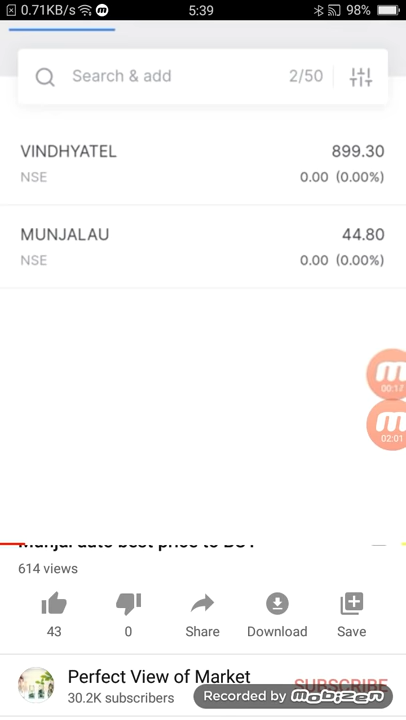 0.71KB/s 5:39 98%
Search & add 2/50
VINDHYATEL 899.30
NSE 0.00 (0.00%)
MUNJALAU 44.80
NSE 0.00 (0.00%)
02:01
614 views
43 0 Share Download Save
Perfect View of Market
SUBSCRIBE
30.2K subscribers
Recorded by mobizen